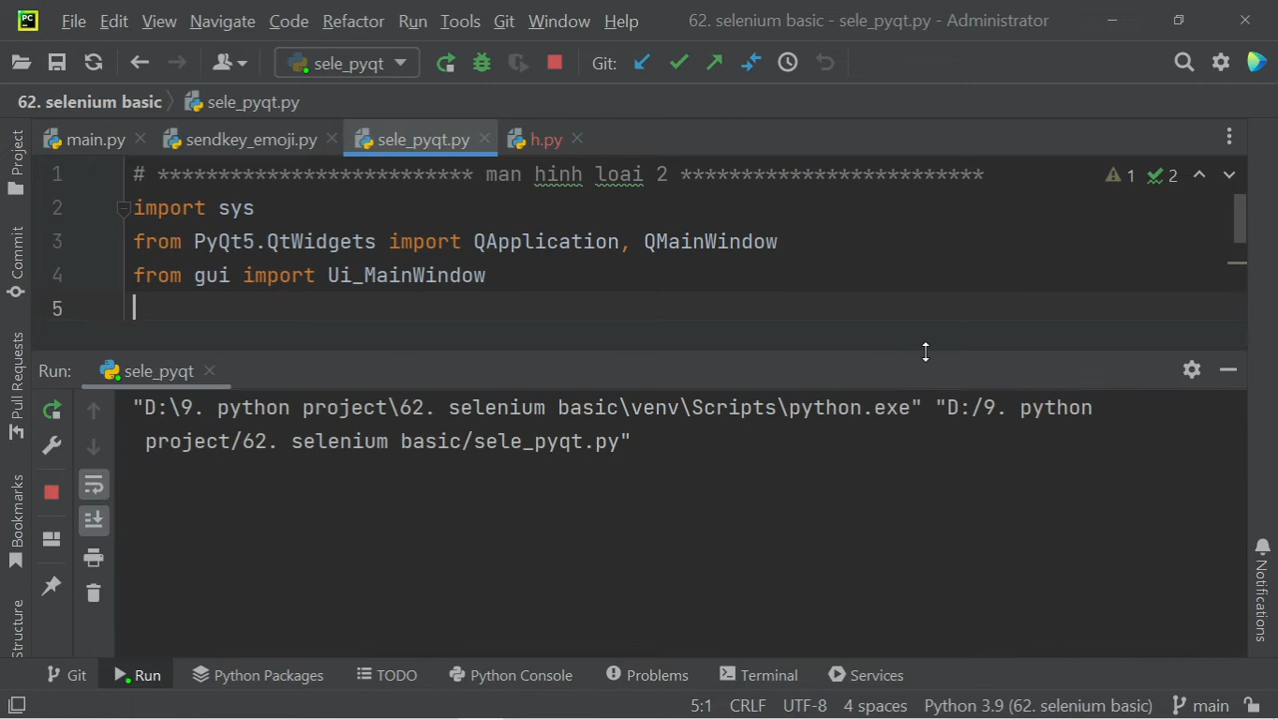 PC File Edit View Navigate Code Refactor Run Tools Git Window Help 62. selenium basic - sele_pyqt.py - Administrator
sele_pyqt Git:
62. selenium basic sele_pyqt.py
main.py sendkey_emoji.py sele_pyqt.py h.py
1 # ************************** man hinh loai 2 ************************* 1 2
2 import sys
3 from PyQt5.QtWidgets import QApplication, QMainWindow
4 from gui import Ui_MainWindow
5
Run: sele_pyqt
"D:\9. python project\62. selenium basic\venv\Scripts\python.exe" "D:/9. python
project/62. selenium basic/sele_pyqt.py"
Project
Commit
Pull Requests
Bookmarks
Structure
Notifications
Git Run Python Packages TODO Python Console Problems Terminal Services
5:1 CRLF UTF-8 4 spaces Python 3.9 (62. selenium basic) main